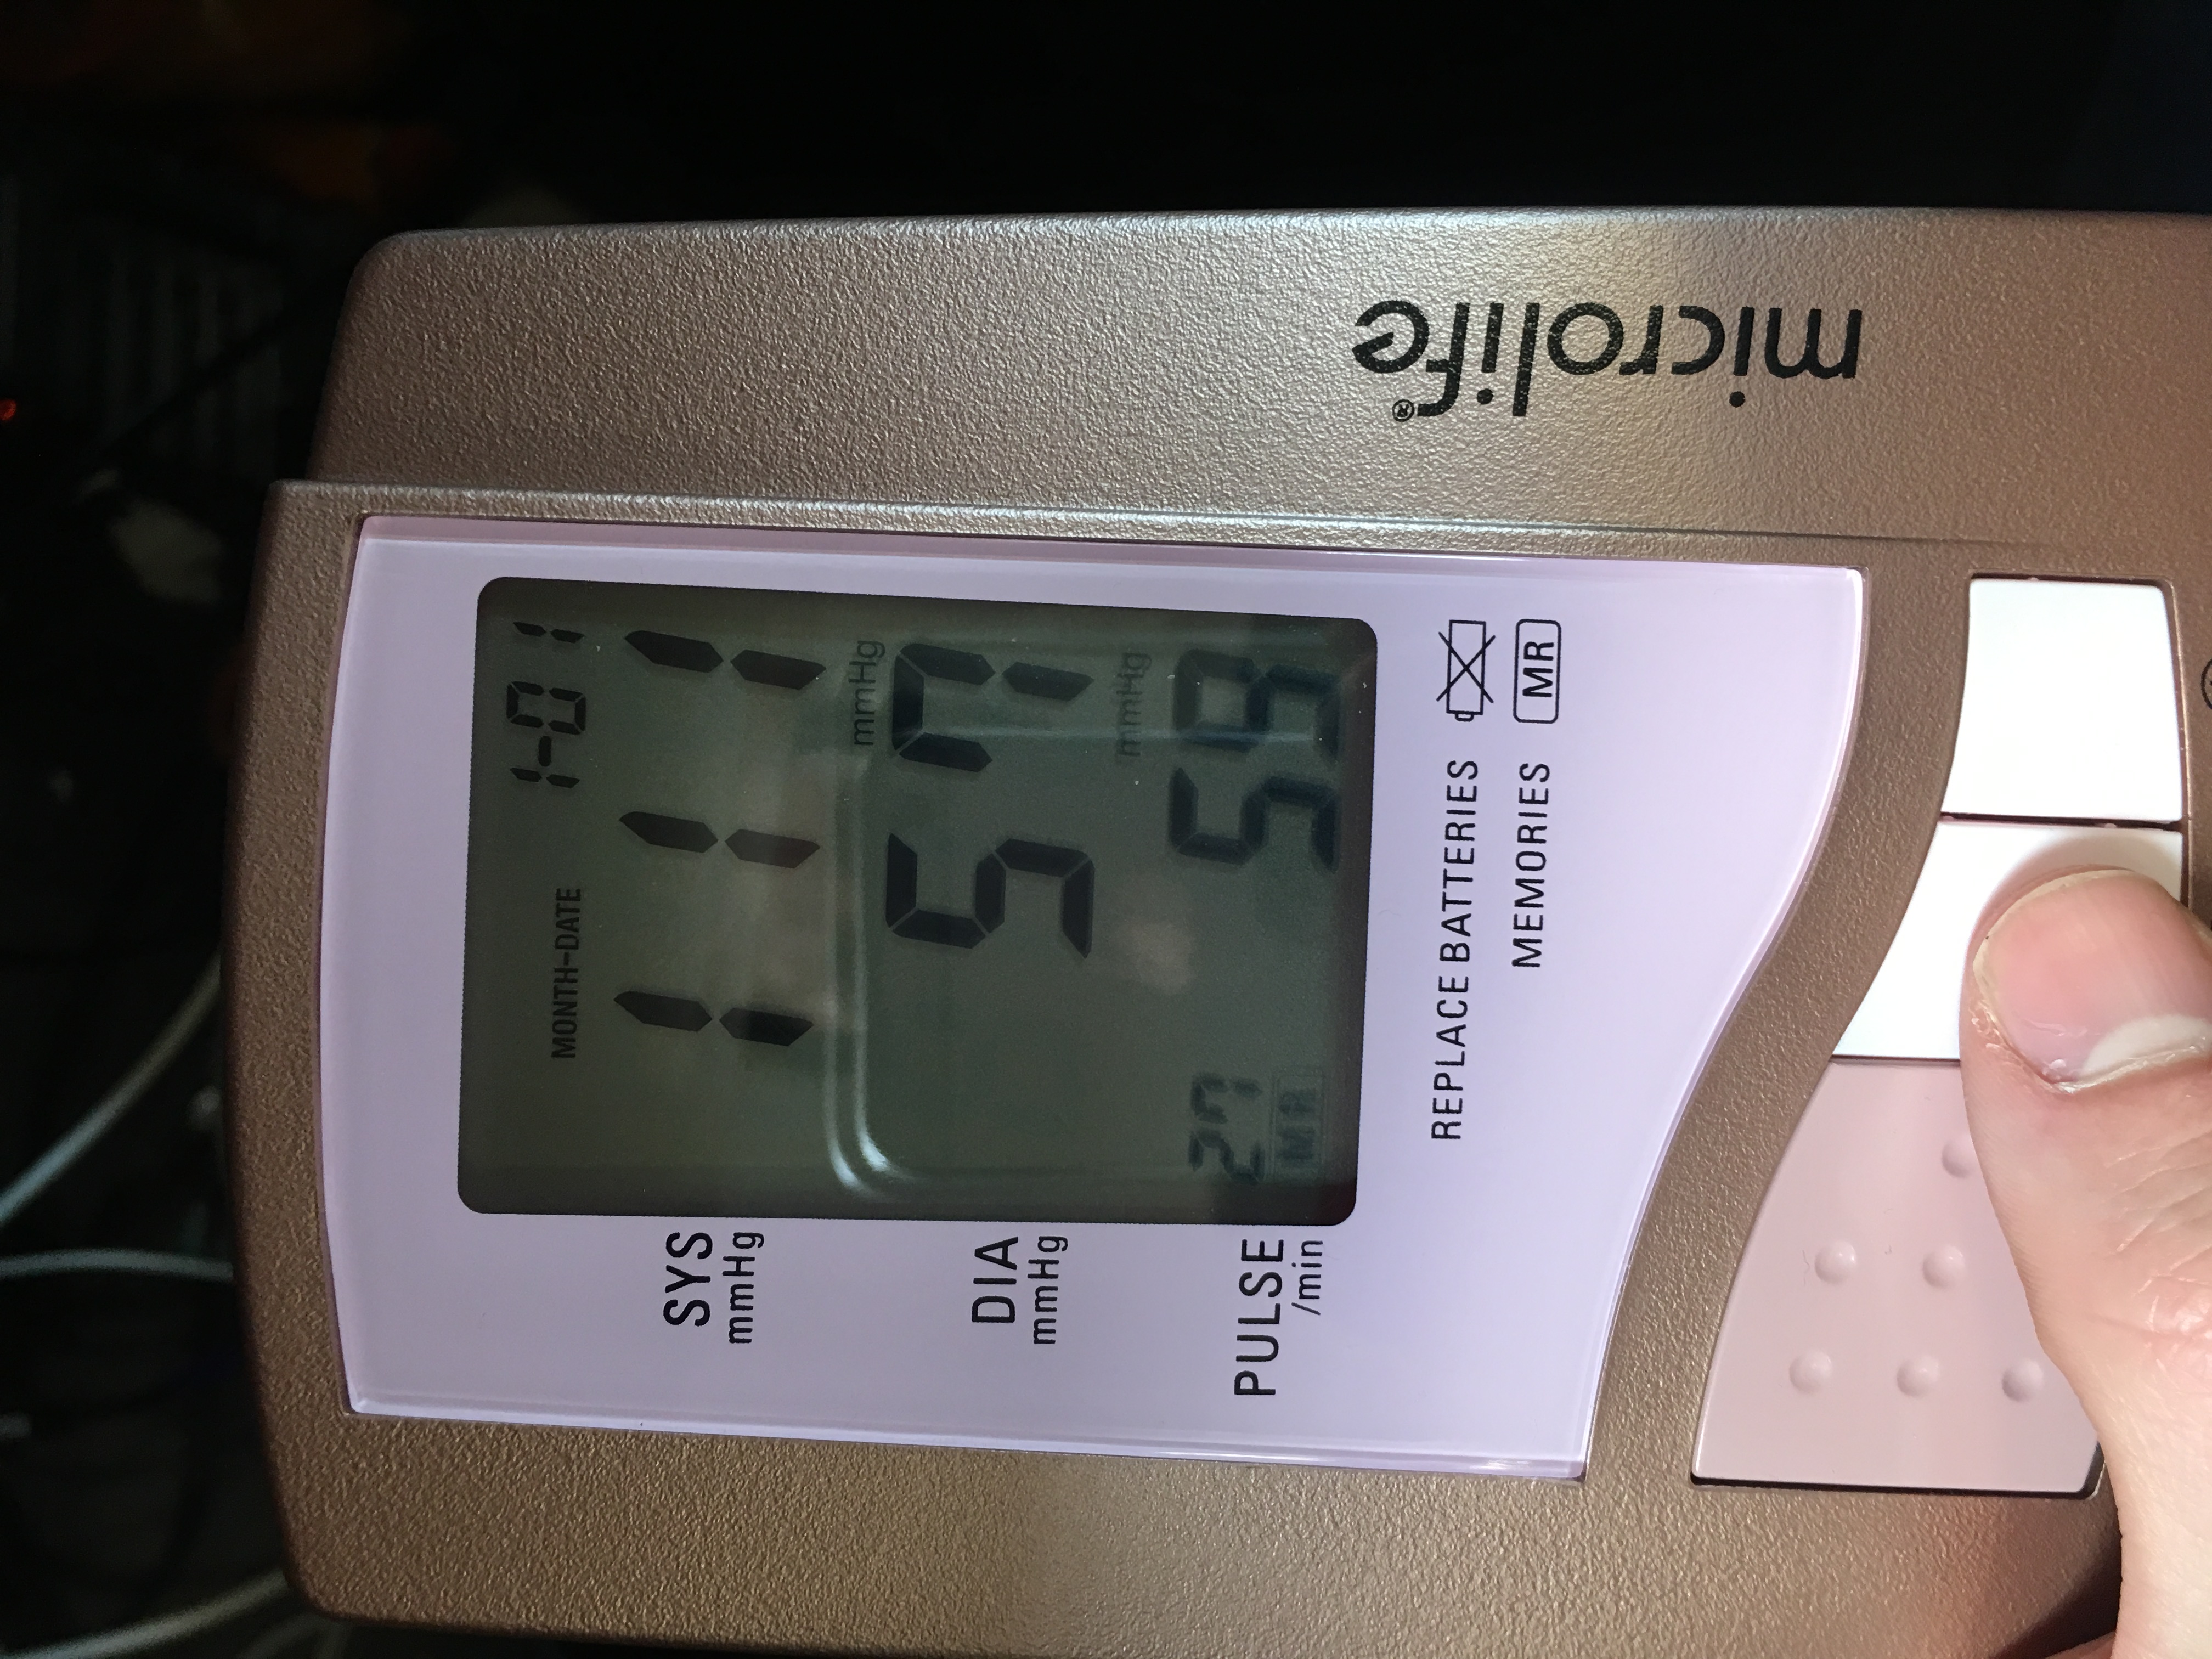 MONTH-DATE 1-01
SYS 111
mmHg
mmHg
DIA 57
mmHg
mmHg
PULSE 27 59
/min MR
REPLACE BATTERIES
MEMORIES MR
microlife®